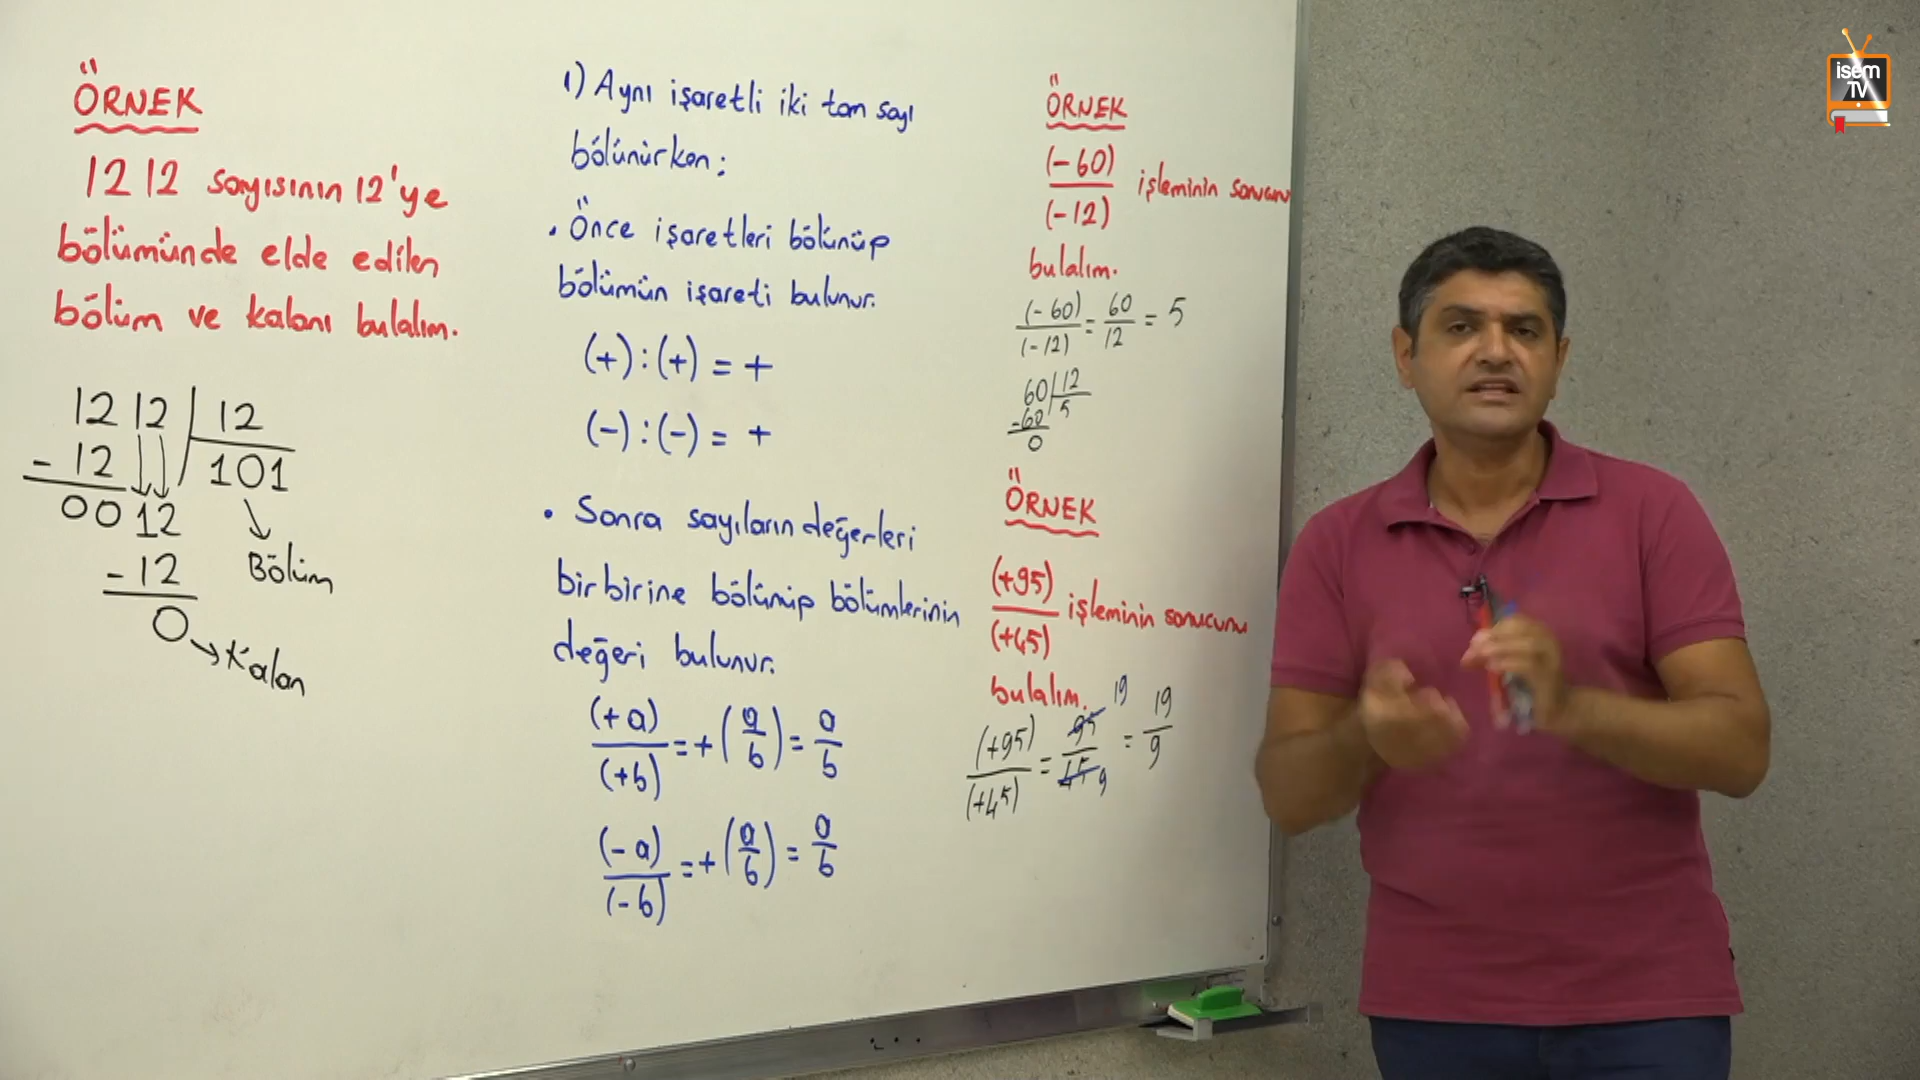 ÖRNEK
1212 sayısının 12'ye
bölümünde elde edilen
bölüm ve kalanı bulalım.
1212 | 12
- 12 101
0012
Bölüm
- 12
0
Kalan
1) Aynı işaretli iki tam sayı
bölünürken;
• Önce işaretleri bölünüp
bölümün işareti bulunur.
(+) : (+) = +
(-) : (-) = +
• Sonra sayıların değerleri
birbirine bölünüp bölümlerinin
değeri bulunur.
(+a)/(+b) = +(a/b) = a/b
(-a)/(-b) = +(a/b) = a/b
ÖRNEK
(-60)/(-12) işleminin sonucunu
bulalım.
(-60)/(-12) = 60/12 = 5
60 | 12
-60 5
0
ÖRNEK
(+95)/(+45) işleminin sonucunu
bulalım.
(+95)/(+45) = 95/45 19 9 = 19/9
isem
TV